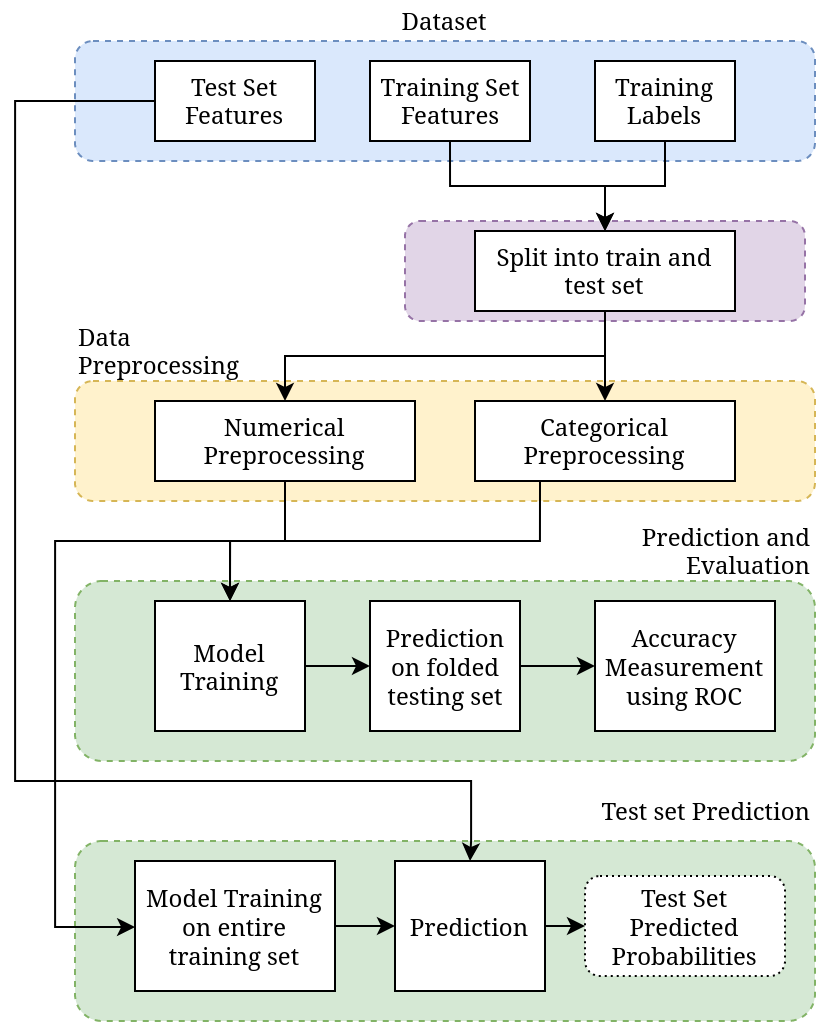 Dataset
Test Set
Features
Training Set
Features
Training
Labels
Split into train and
test set
Data
Preprocessing
Numerical
Preprocessing
Categorical
Preprocessing
Prediction and
Evaluation
Model
Training
Prediction
on folded
testing set
Accuracy
Measurement
using ROC
Test set Prediction
Model Training
on entire
training set
Prediction
Test Set
Predicted
Probabilities